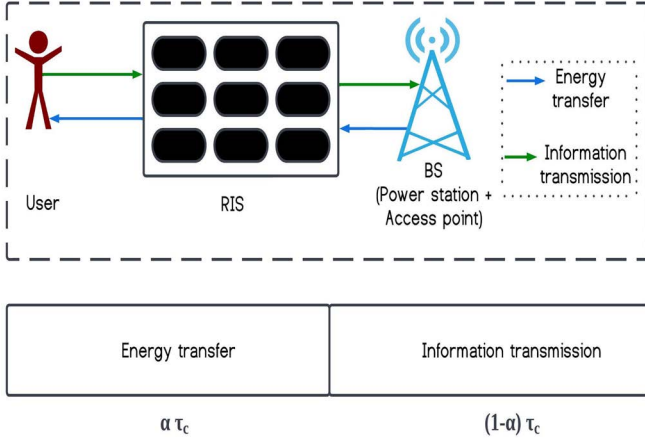 Energy
transfer
Information
transmission
User
RIS
BS
(Power station +
Access point)
Energy transfer
Information transmission
α τc
(1-α) τc